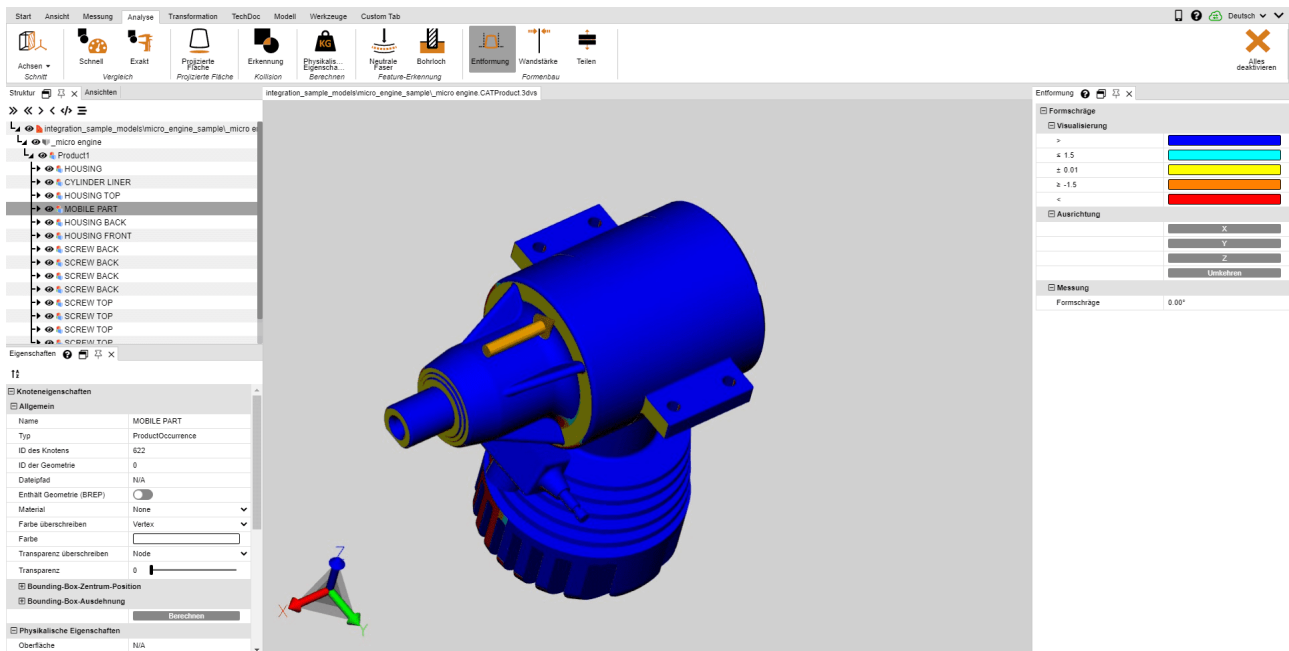 Start Ansicht Messung Analyse Transformation TechDoc Modell Werkzeuge Custom Tab Deutsch
Achsen Schnell Exakt Projizierte Fläche Erkennung Physikalis... Eigenscha... Neutrale Faser Bohrloch Entformung Wandstärke Teilen Alles deaktivieren
KG
Schnitt Vergleich Projizierte Fläche Kollision Berechnen Feature-Erkennung Formenbau
Struktur Ansichten
integration_sample_models\micro_engine_sample\_micro engine.CATProduct.3dvs
integration_sample_models\micro_engine_sample\_micro e
_micro engine
Product1
HOUSING
CYLINDER LINER
HOUSING TOP
MOBILE PART
HOUSING BACK
HOUSING FRONT
SCREW BACK
SCREW BACK
SCREW BACK
SCREW BACK
SCREW TOP
SCREW TOP
SCREW TOP
SCREW TOP
Eigenschaften
Knoteneigenschaften
Allgemein
Name MOBILE PART
Typ ProductOccurrence
ID des Knotens 622
ID der Geometrie 0
Dateipfad N/A
Enthält Geometrie (BREP)
Material None
Farbe überschreiben Vertex
Farbe
Transparenz überschreiben Node
Transparenz 0
Bounding-Box-Zentrum-Position
Bounding-Box-Ausdehnung
Berechnen
Physikalische Eigenschaften
Oberfläche N/A
Z
X
Y
Entformung
Formschräge
Visualisierung
>
≤ 1.5
± 0.01
≥ -1.5
<
Ausrichtung
X
Y
Z
Umkehren
Messung
Formschräge 0.00°